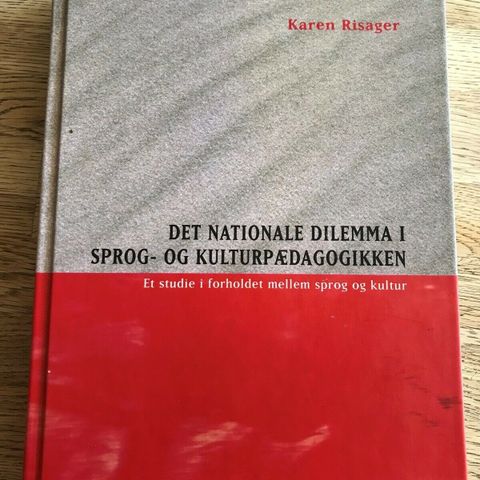 Karen Risager
DET NATIONALE DILEMMA I
SPROG- OG KULTURPÆDAGOGIKKEN
Et studie i forholdet mellem sprog og kultur